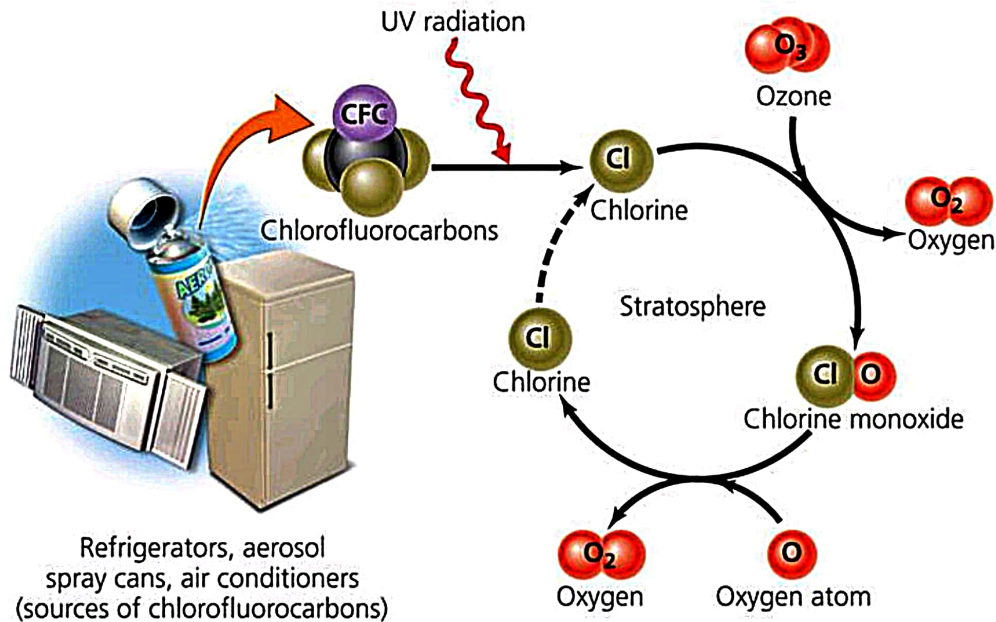 UV radiation
O3
Ozone
CFC
Chlorofluorocarbons
Cl
Chlorine
O2
Oxygen
AERO
Stratosphere
Cl
Chlorine
Cl O
Chlorine monoxide
O2
Oxygen
O
Oxygen atom
Refrigerators, aerosol
spray cans, air conditioners
(sources of chlorofluorocarbons)